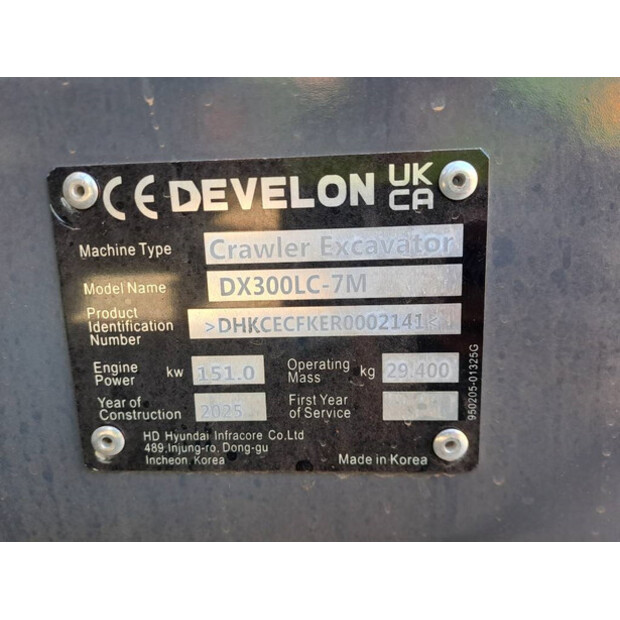 CE DEVELON UK CA
Machine Type Crawler Excavator
Model Name DX300LC-7M
Product Identification Number >DHKCECFKER0002141<
Engine Power kw 151.0 Operating Mass kg 29.400
Year of Construction 2025 First Year of Service
HD Hyundai Infracore Co.Ltd
489,Injung-ro, Dong-gu
Incheon, Korea Made in Korea
950205-01325G